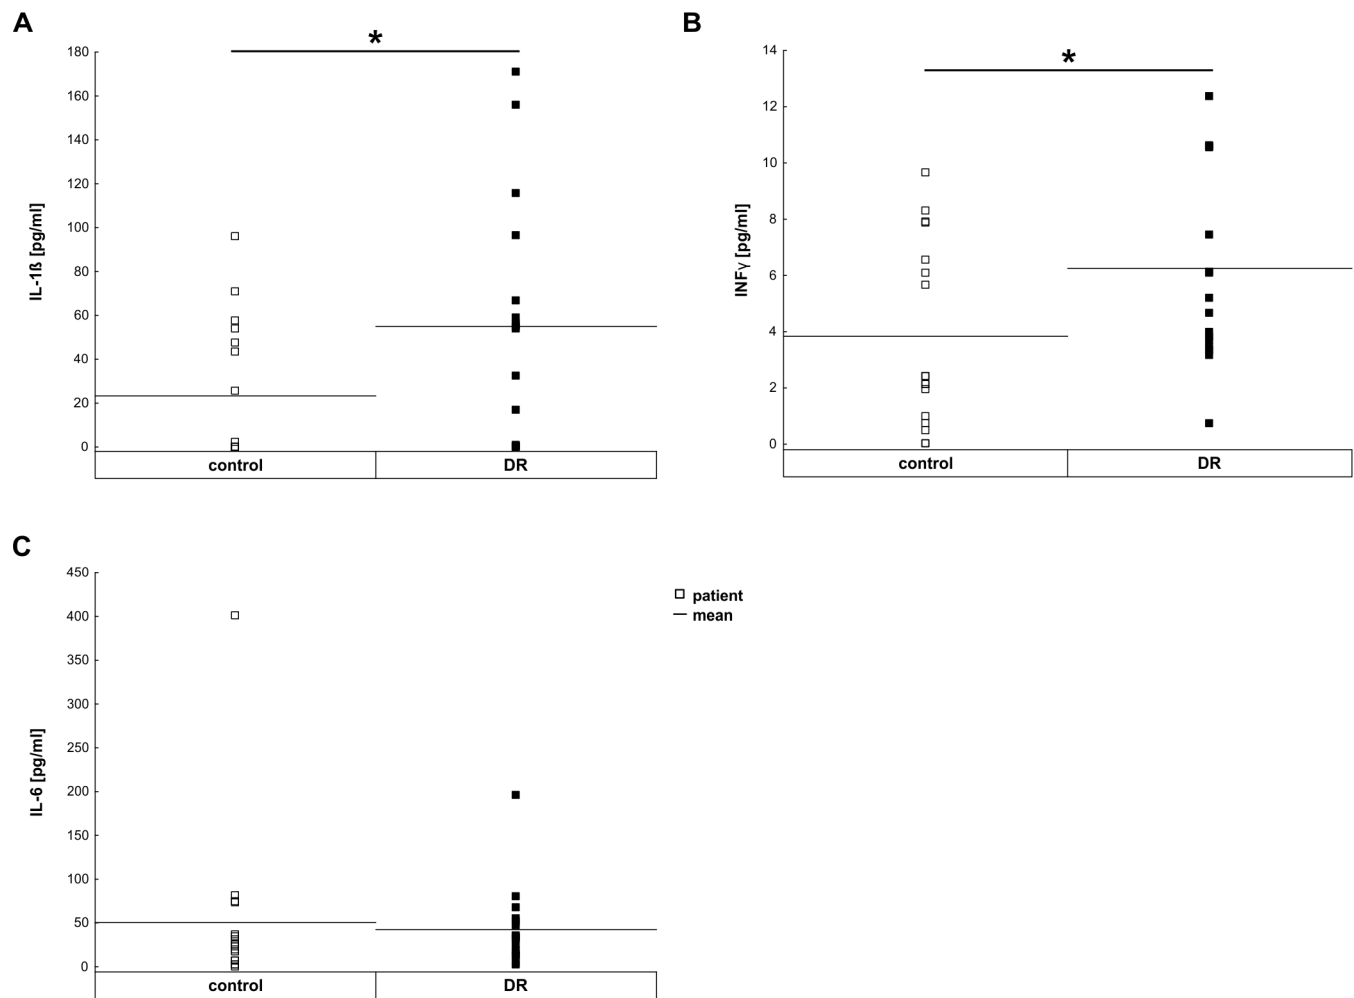 A
*
180
160
140
120
100
80
60
40
20
0
IL-1ß [pg/ml]
control DR
B
*
14
12
10
8
6
4
2
0
INFγ [pg/ml]
control DR
C
450
400
350
300
250
200
150
100
50
0
IL-6 [pg/ml]
control DR
patient
mean